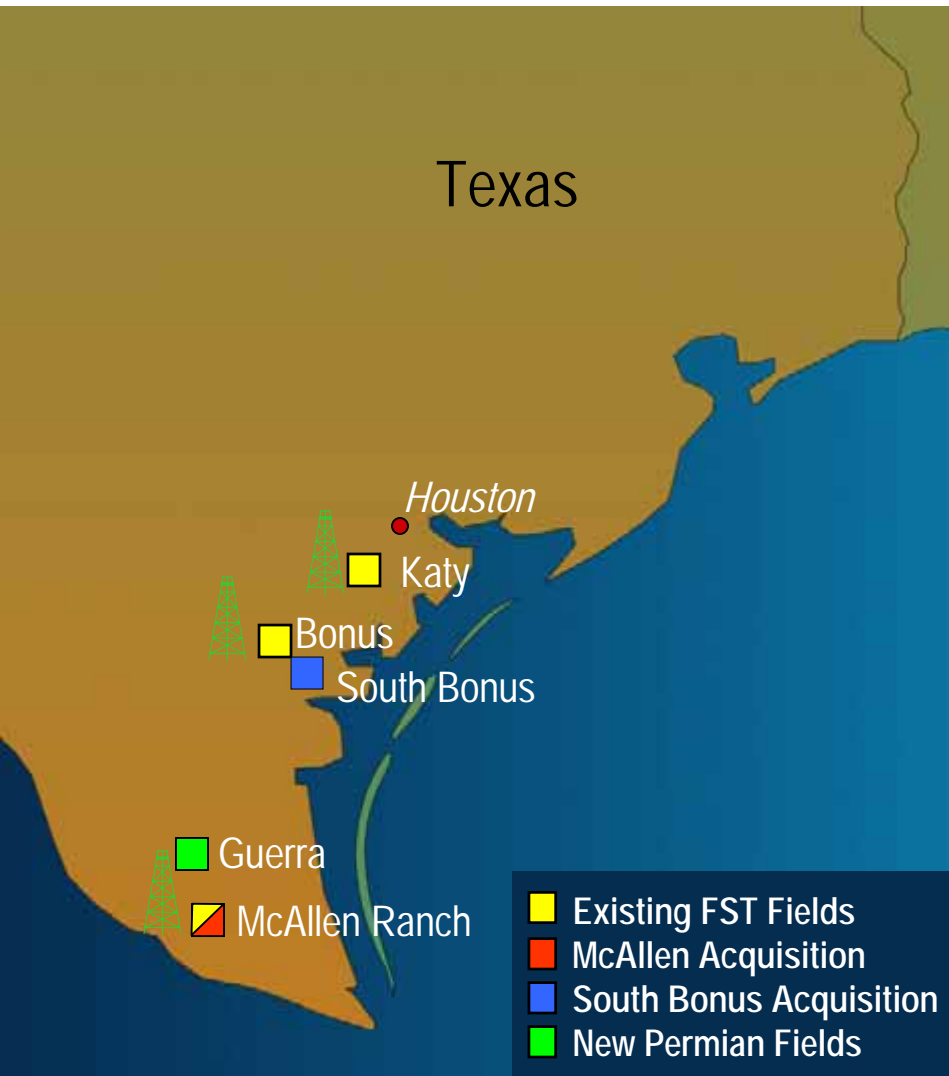 Texas
Houston
Katy
Bonus
South Bonus
Guerra
McAllen Ranch
Existing FST Fields
McAllen Acquisition
South Bonus Acquisition
New Permian Fields